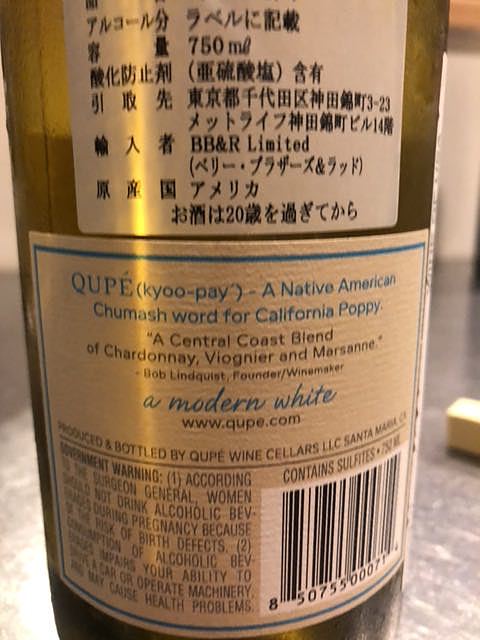 アルコール分 ラベルに記載
容 量 750㎖
酸化防止剤 (亜硫酸塩) 含有
引 取 先 東京都千代田区神田錦町3-23
メットライフ神田錦町ビル14階
輸 入 者 BB&R Limited
(ベリー・ブラザーズ&ラッド)
原 産 国 アメリカ
お酒は20歳を過ぎてから
QUPÉ (kyoo-pay´) - A Native American
Chumash word for California Poppy.
"A Central Coast Blend
of Chardonnay, Viognier and Marsanne."
- Bob Lindquist, Founder/Winemaker
a modern white
www.qupe.com
PRODUCED & BOTTLED BY QUPÉ WINE CELLARS LLC SANTA MARIA, CA
GOVERNMENT WARNING: (1) ACCORDING
TO THE SURGEON GENERAL, WOMEN
SHOULD NOT DRINK ALCOHOLIC BEV-
ERAGES DURING PREGNANCY BECAUSE
OF THE RISK OF BIRTH DEFECTS. (2)
CONSUMPTION OF ALCOHOLIC BEV-
ERAGES IMPAIRS YOUR ABILITY TO
DRIVE A CAR OR OPERATE MACHINERY,
AND MAY CAUSE HEALTH PROBLEMS.
CONTAINS SULFITES • 750 ML
8 50755 00071 4